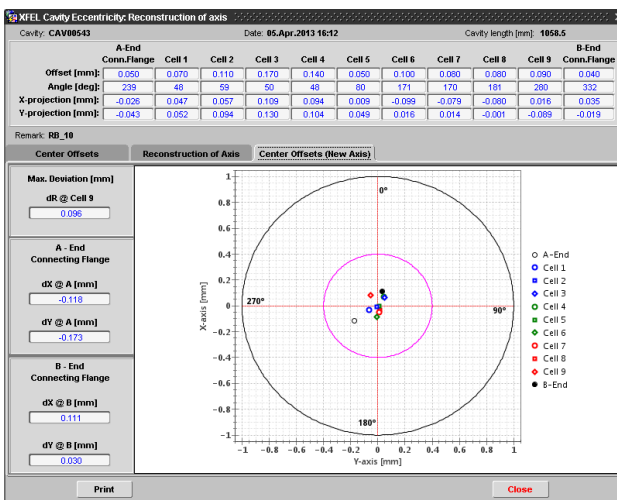 XFEL Cavity Eccentricity: Reconstruction of axis
Cavity: CAV00543 Date: 05.Apr.2013 16:12 Cavity length [mm]: 1058.5
A-End B-End
Conn.Flange Cell 1 Cell 2 Cell 3 Cell 4 Cell 5 Cell 6 Cell 7 Cell 8 Cell 9 Conn.Flange
Offset [mm]: 0.050 0.070 0.110 0.170 0.140 0.050 0.100 0.080 0.080 0.090 0.040
Angle [deg]: 239 48 59 50 48 80 171 170 181 280 332
X-projection [mm]: -0.026 0.047 0.057 0.109 0.094 0.009 -0.099 -0.079 -0.080 0.016 0.035
Y-projection [mm]: -0.043 0.052 0.094 0.130 0.104 0.049 0.016 0.014 -0.001 -0.089 -0.019
Remark: RB_10
Center Offsets Reconstruction of Axis Center Offsets (New Axis)
Max. Deviation [mm]
dR @ Cell 9
0.096
A - End
Connecting Flange
dX @ A [mm]
-0.118
dY @ A [mm]
-0.173
B - End
Connecting Flange
dX @ B [mm]
0.111
dY @ B [mm]
0.030
1
0.8
0.6
0.4
0.2
0
-0.2
-0.4
-0.6
-0.8
-1
X-axis [mm]
0°
270°
90°
180°
-1 -0.8 -0.6 -0.4 -0.2 0 0.2 0.4 0.6 0.8 1
Y-axis [mm]
A-End
Cell 1
Cell 2
Cell 3
Cell 4
Cell 5
Cell 6
Cell 7
Cell 8
Cell 9
B-End
Print Close